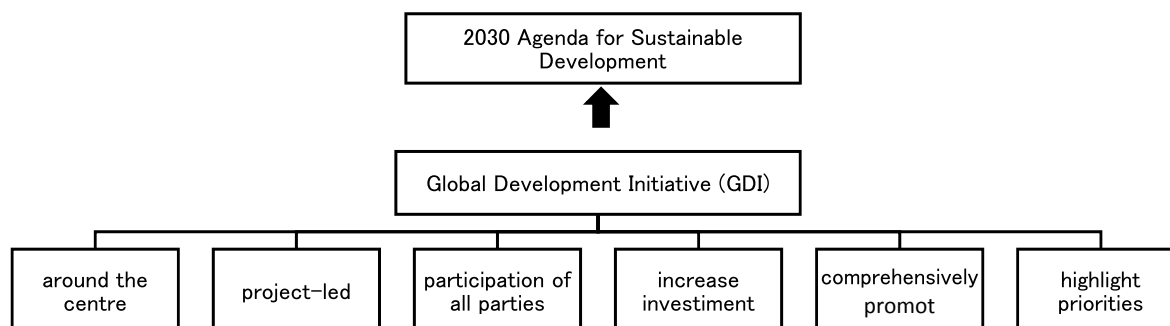 2030 Agenda for Sustainable
Development
Global Development Initiative (GDI)
around the
centre
project-led
participation of
all parties
increase
investiment
comprehensively
promot
highlight
priorities